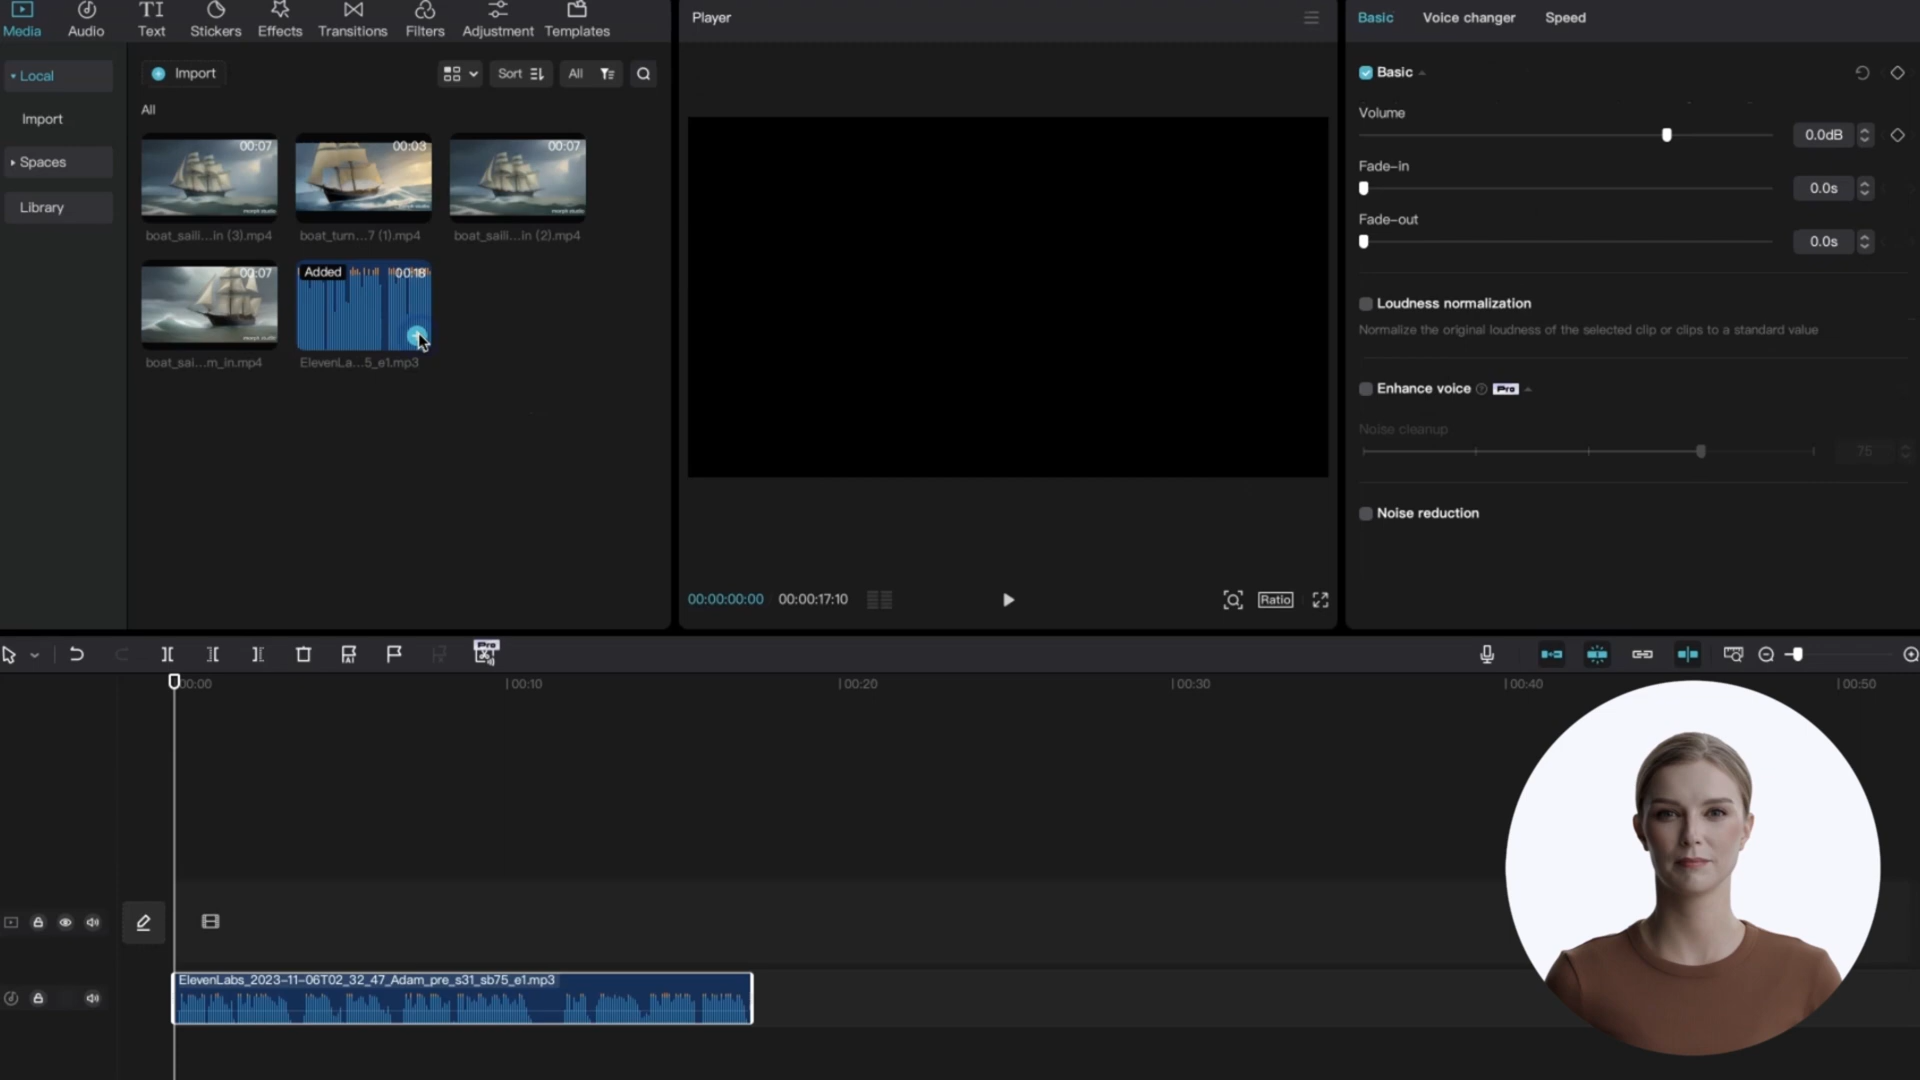 Media
Audio
Text
Stickers
Effects
Transitions
Filters
Adjustment
Templates
Local
Import
Spaces
Library
Import
Sort
All
All
00:07
00:03
00:07
boat_saili...in (3).mp4
boat_turn...7 (1).mp4
boat_saili...in (2).mp4
00:07
Added
00:18
boat_sai...m_in.mp4
ElevenLa...5_e1.mp3
Player
00:00:00:00
00:00:17:10
Ratio
Basic
Voice changer
Speed
Basic
Volume
0.0dB
Fade-in
0.0s
Fade-out
0.0s
Loudness normalization
Normalize the original loudness of the selected clip or clips to a standard value
Enhance voice
Pro
Noise cleanup
75
Noise reduction
Pro
00:00
00:10
00:20
00:30
00:40
00:50
ElevenLabs_2023-11-06T02_32_47_Adam_pre_s31_sb75_e1.mp3